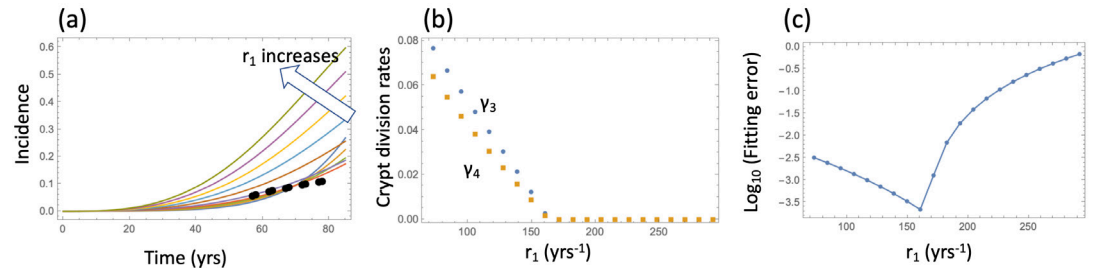 (a)
r1 increases
Incidence
0.6
0.5
0.4
0.3
0.2
0.1
0.0
0
20
40
60
80
Time (yrs)
(b)
Crypt division rates
0.08
0.06
0.04
0.02
0.00
γ3
γ4
100
150
200
250
r1 (yrs-1)
(c)
Log10 (Fitting error)
0.0
-0.5
-1.0
-1.5
-2.0
-2.5
-3.0
-3.5
100
150
200
250
r1 (yrs-1)